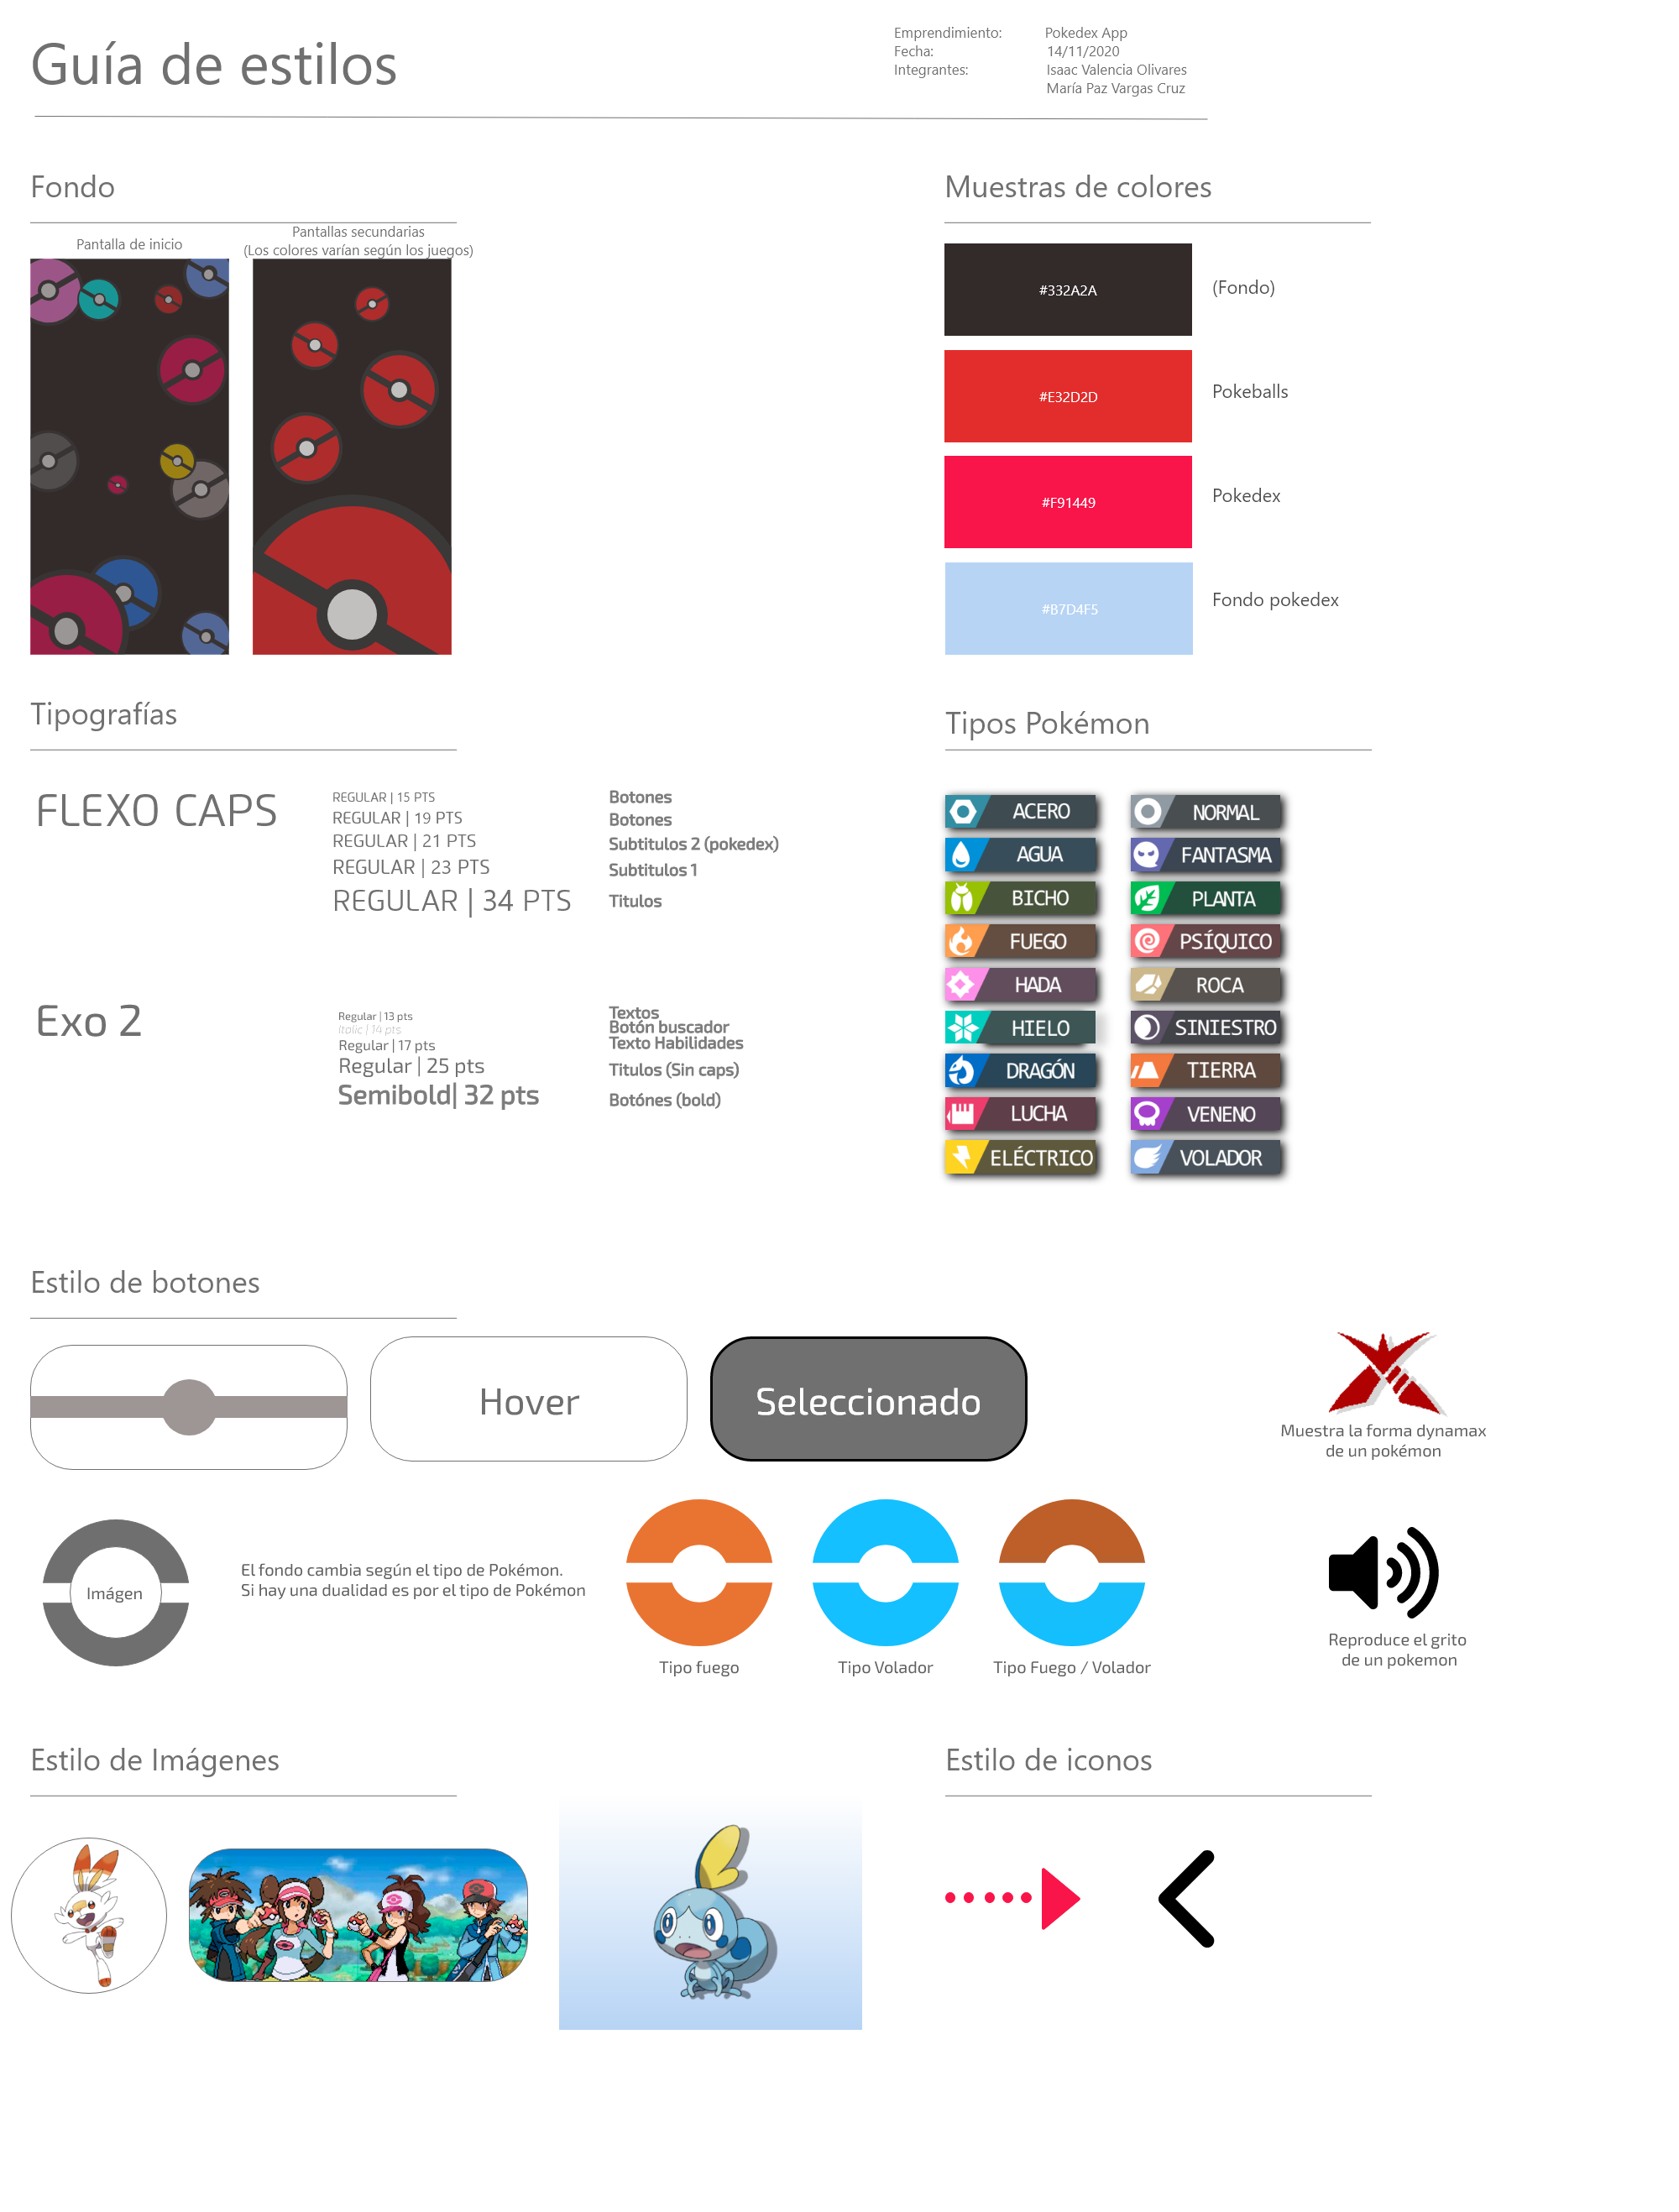 Guía de estilos
Emprendimiento: Pokedex App
Fecha: 14/11/2020
Integrantes: Isaac Valencia Olivares
María Paz Vargas Cruz
Fondo
Pantalla de inicio
Pantallas secundarias
(Los colores varían según los juegos)
Muestras de colores
#332A2A
(Fondo)
#E32D2D
Pokeballs
#F91449
Pokedex
#B7D4F5
Fondo pokedex
Tipografías
FLEXO CAPS
REGULAR | 15 PTS Botones
REGULAR | 19 PTS Botones
REGULAR | 21 PTS Subtitulos 2 (pokedex)
REGULAR | 23 PTS Subtitulos 1
REGULAR | 34 PTS Titulos
Exo 2
Regular | 13 pts Textos
Italic | 14 pts Botón buscador
Regular | 17 pts Texto Habilidades
Regular | 25 pts Titulos (Sin caps)
Semibold| 32 pts Botónes (bold)
Tipos Pokémon
ACERO NORMAL
AGUA FANTASMA
BICHO PLANTA
FUEGO PSÍQUICO
HADA ROCA
HIELO SINIESTRO
DRAGÓN TIERRA
LUCHA VENENO
ELÉCTRICO VOLADOR
Estilo de botones
Hover
Seleccionado
Muestra la forma dynamax
de un pokémon
Imágen
El fondo cambia según el tipo de Pokémon.
Si hay una dualidad es por el tipo de Pokémon
Tipo fuego
Tipo Volador
Tipo Fuego / Volador
Reproduce el grito
de un pokemon
Estilo de Imágenes
Estilo de iconos